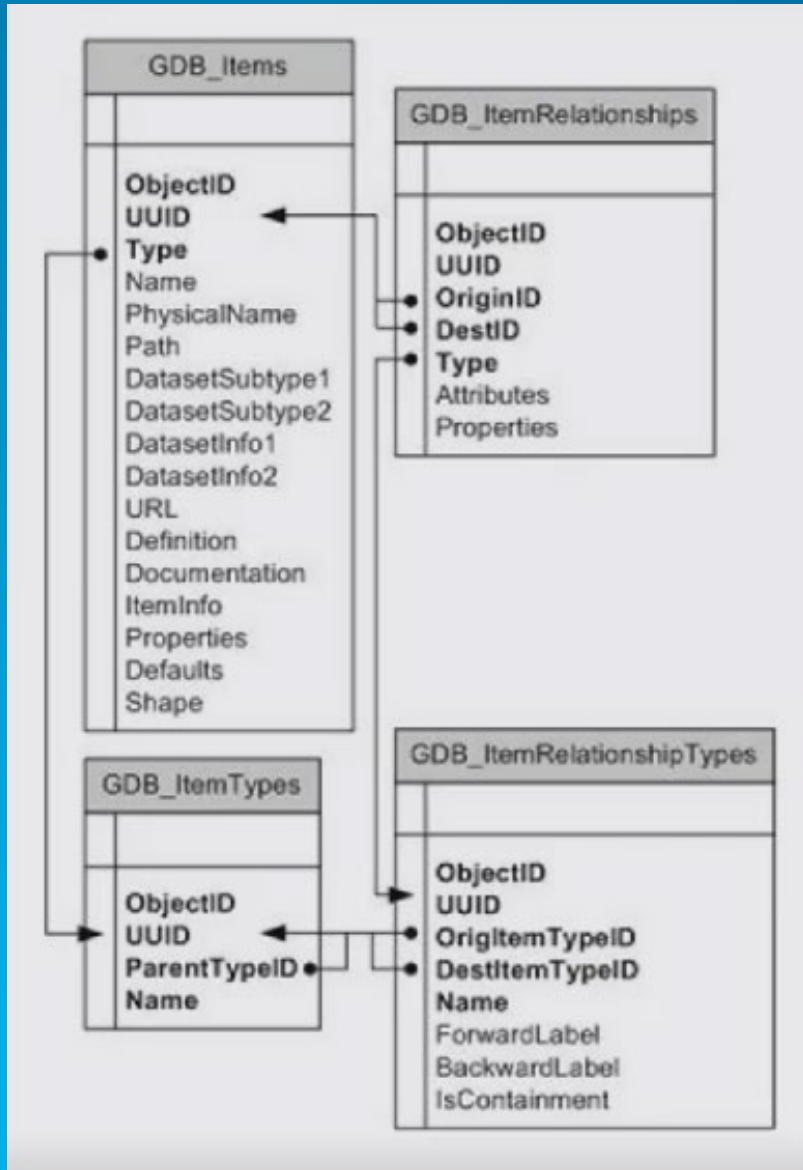 GDB_Items
ObjectID
UUID
Type
Name
PhysicalName
Path
DatasetSubtype1
DatasetSubtype2
DatasetInfo1
DatasetInfo2
URL
Definition
Documentation
ItemInfo
Properties
Defaults
Shape
GDB_ItemRelationships
ObjectID
UUID
OriginID
DestID
Type
Attributes
Properties
GDB_ItemTypes
ObjectID
UUID
ParentTypeID
Name
GDB_ItemRelationshipTypes
ObjectID
UUID
OrigItemTypeID
DestItemTypeID
Name
ForwardLabel
BackwardLabel
IsContainment